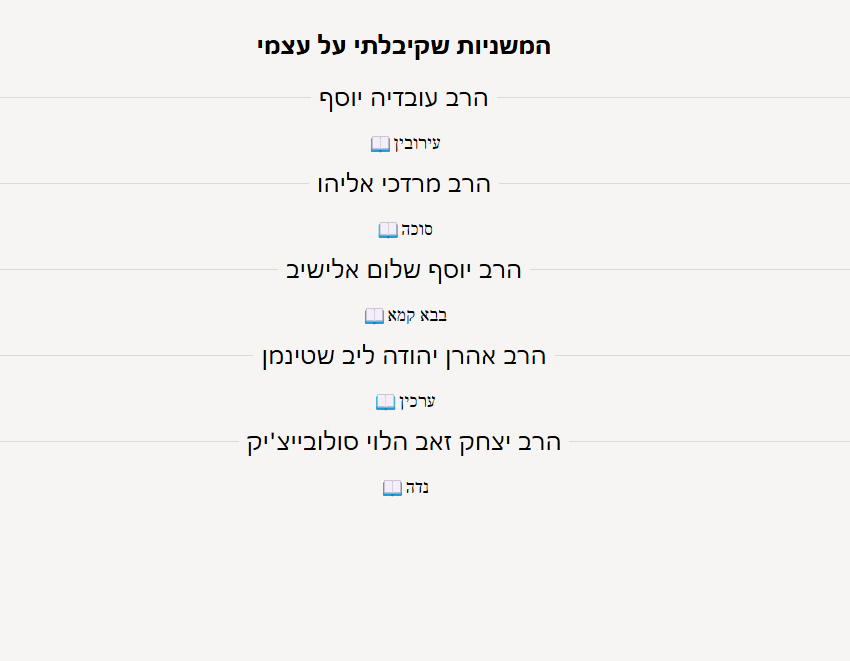 המשניות שקיבלתי על עצמי
הרב עובדיה יוסף
עירובין 📖
הרב מרדכי אליהו
סוכה 📖
הרב יוסף שלום אלישיב
בבא קמא 📖
הרב אהרן יהודה ליב שטינמן
ערכין 📖
הרב יצחק זאב הלוי סולובייצ'יק
נדה 📖